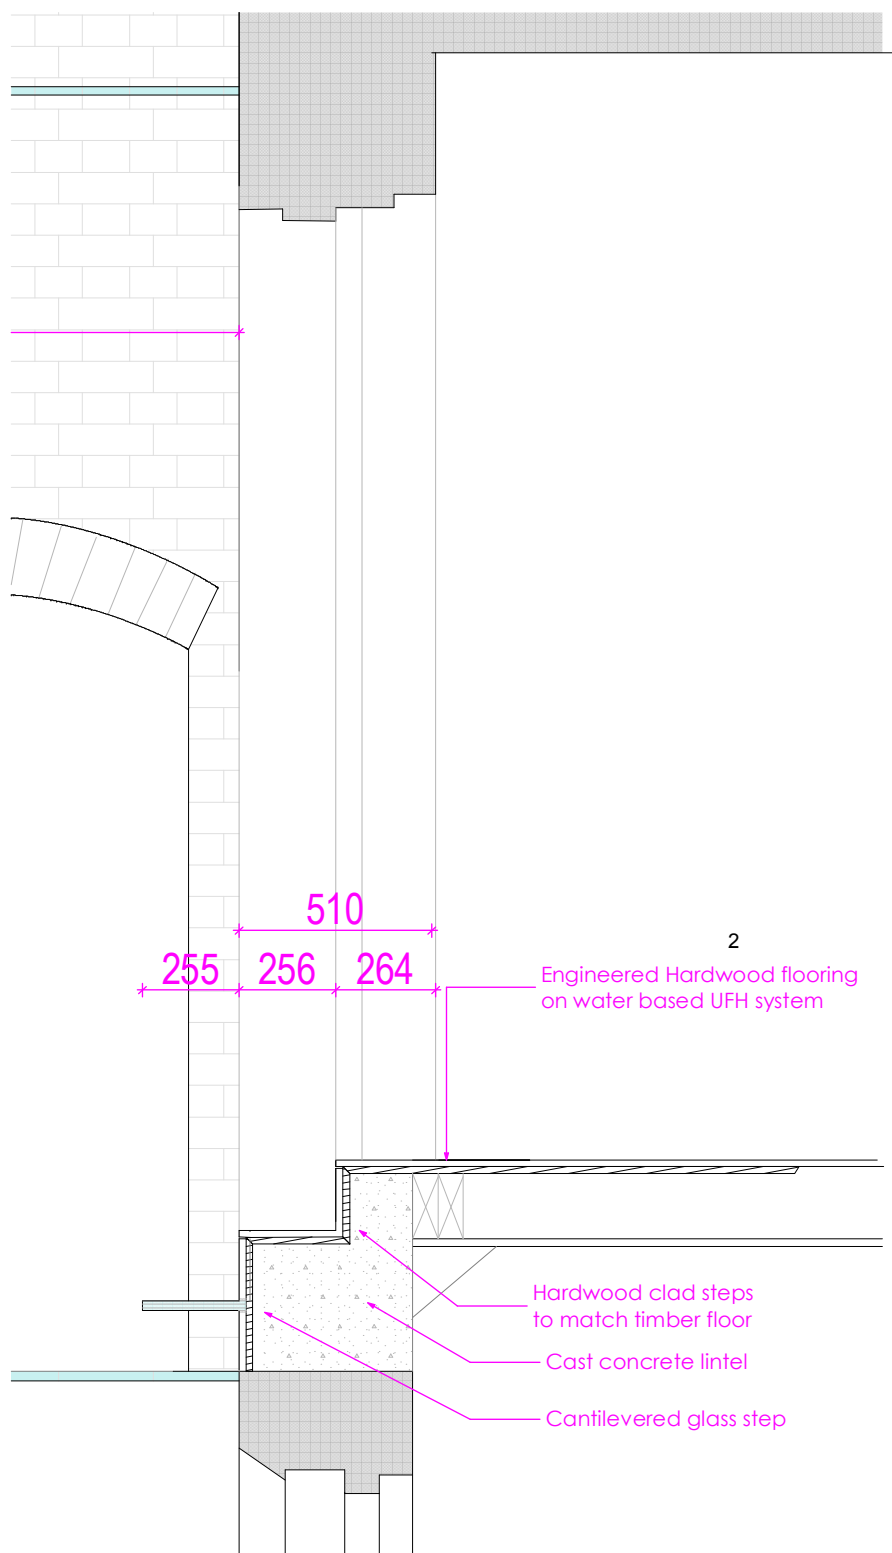 510
255
256
264
2
Engineered Hardwood flooring
on water based UFH system
Hardwood clad steps
to match timber floor
Cast concrete lintel
Cantilevered glass step